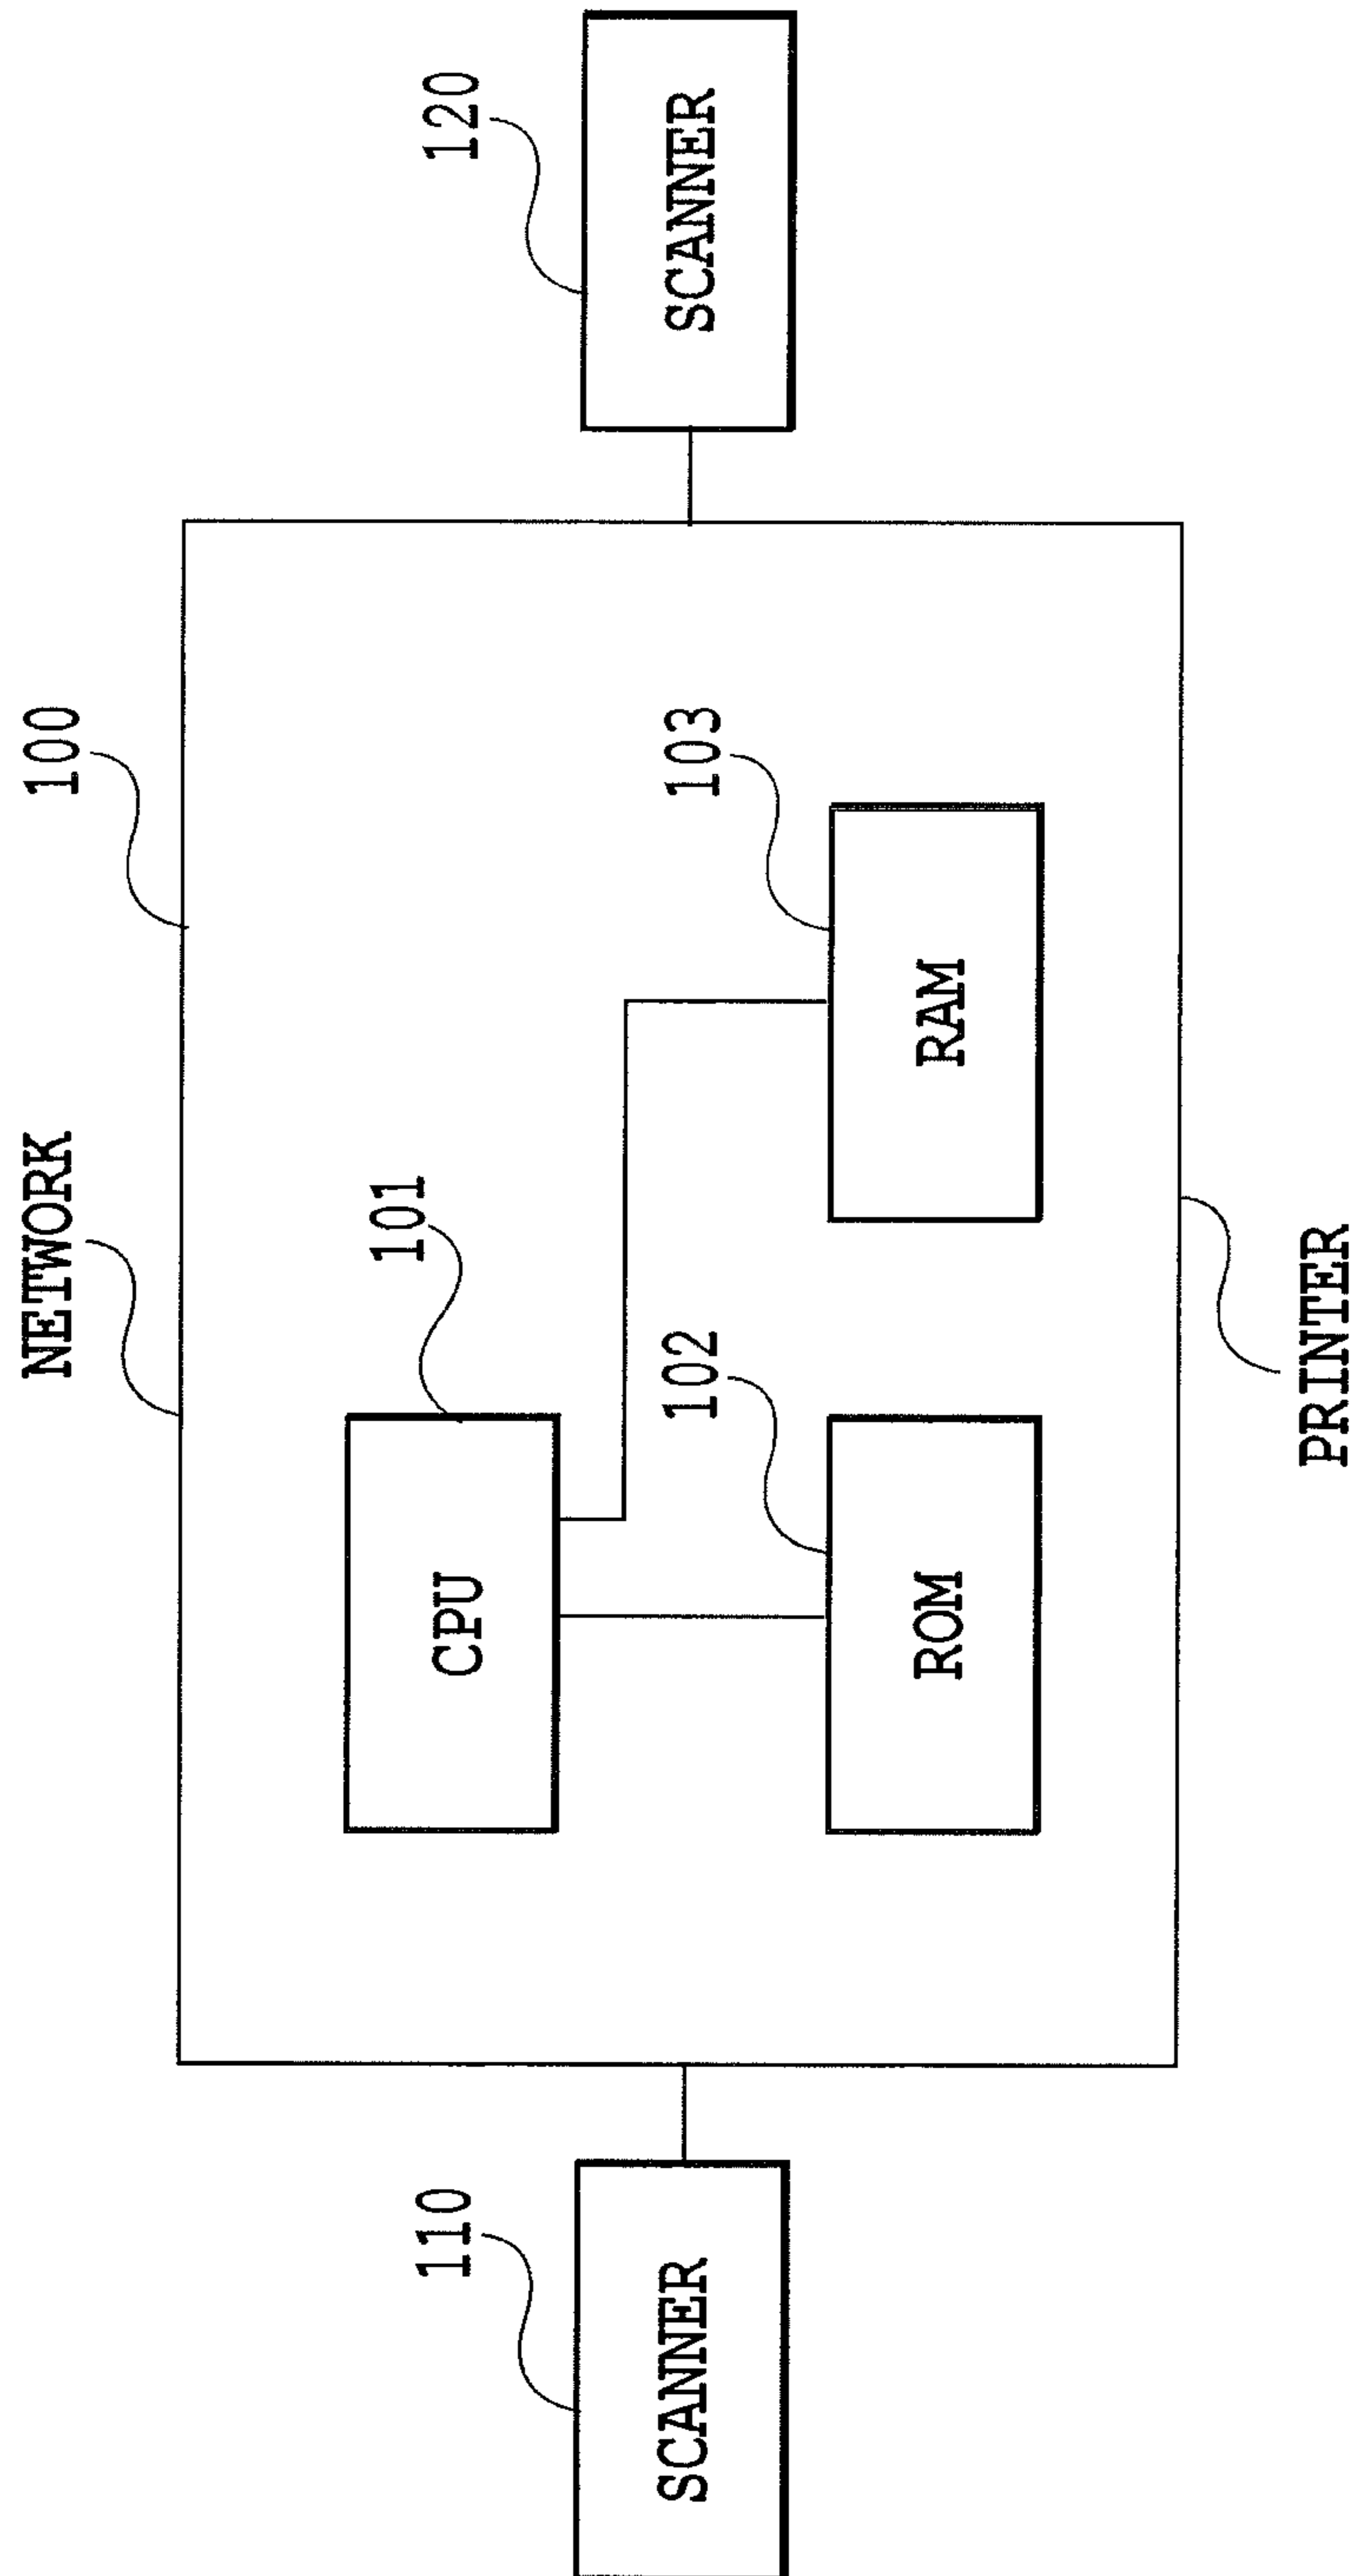 NETWORK
100
101
CPU
110
SCANNER
102
ROM
103
RAM
120
SCANNER
PRINTER